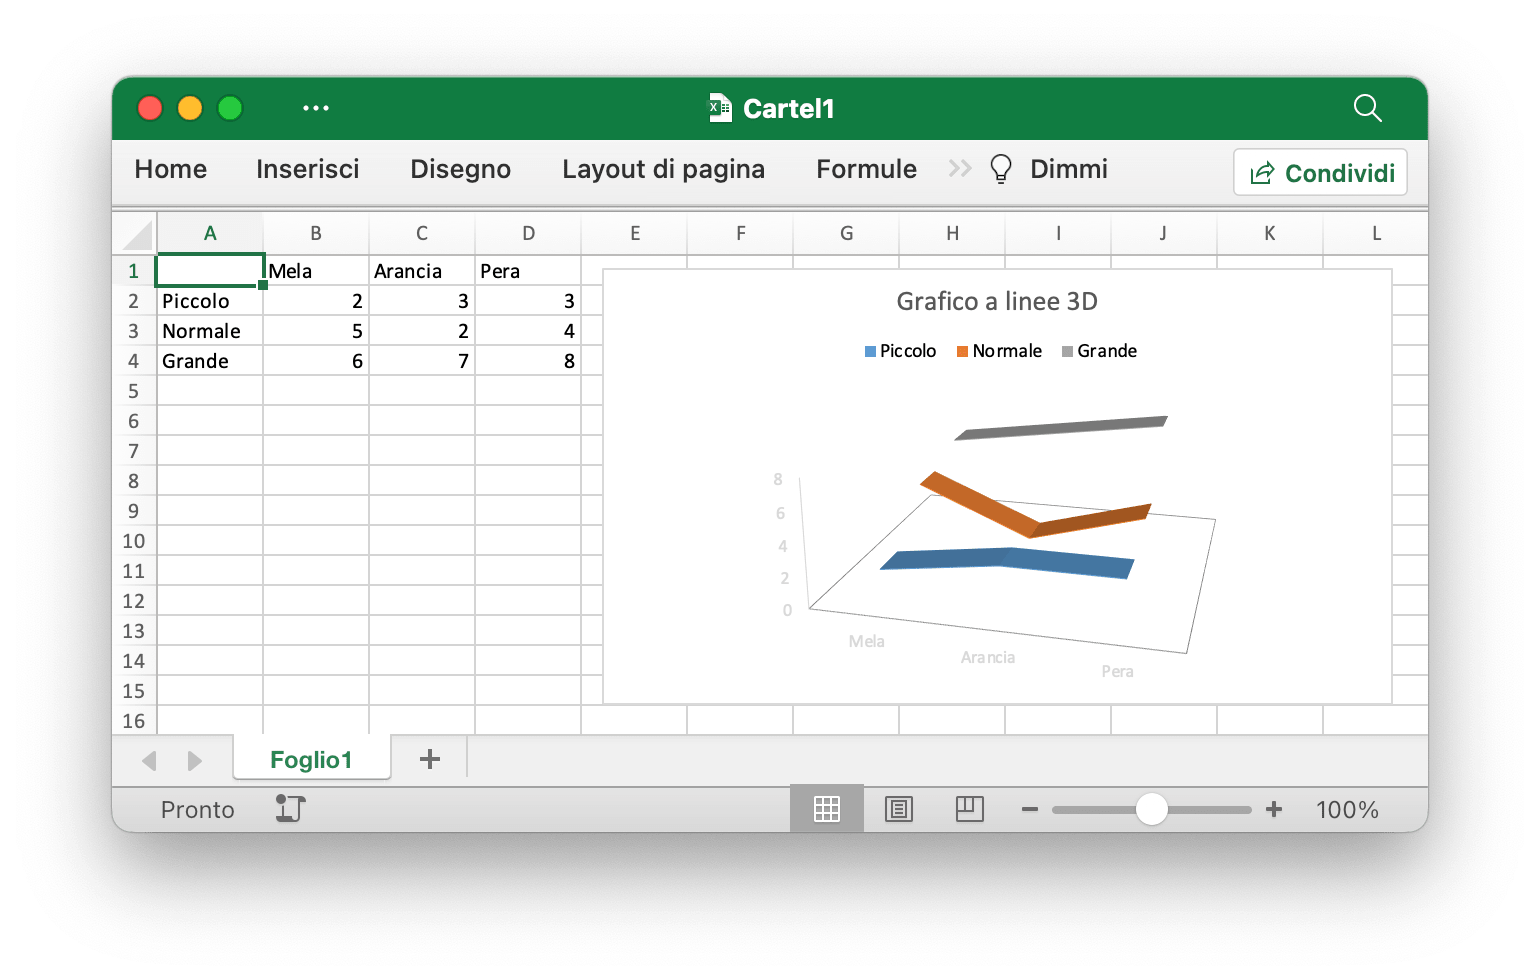 Cartel1
Home Inserisci Disegno Layout di pagina Formule Dimmi Condividi
A B C D E F G H I J K L
1 Mela Arancia Pera
2 Piccolo 2 3 3
3 Normale 5 2 4
4 Grande 6 7 8
5
6
7
8
9
10
11
12
13
14
15
16
Grafico a linee 3D
Piccolo Normale Grande
8
6
4
2
0
Mela
Arancia
Pera
Foglio1
Pronto 100%